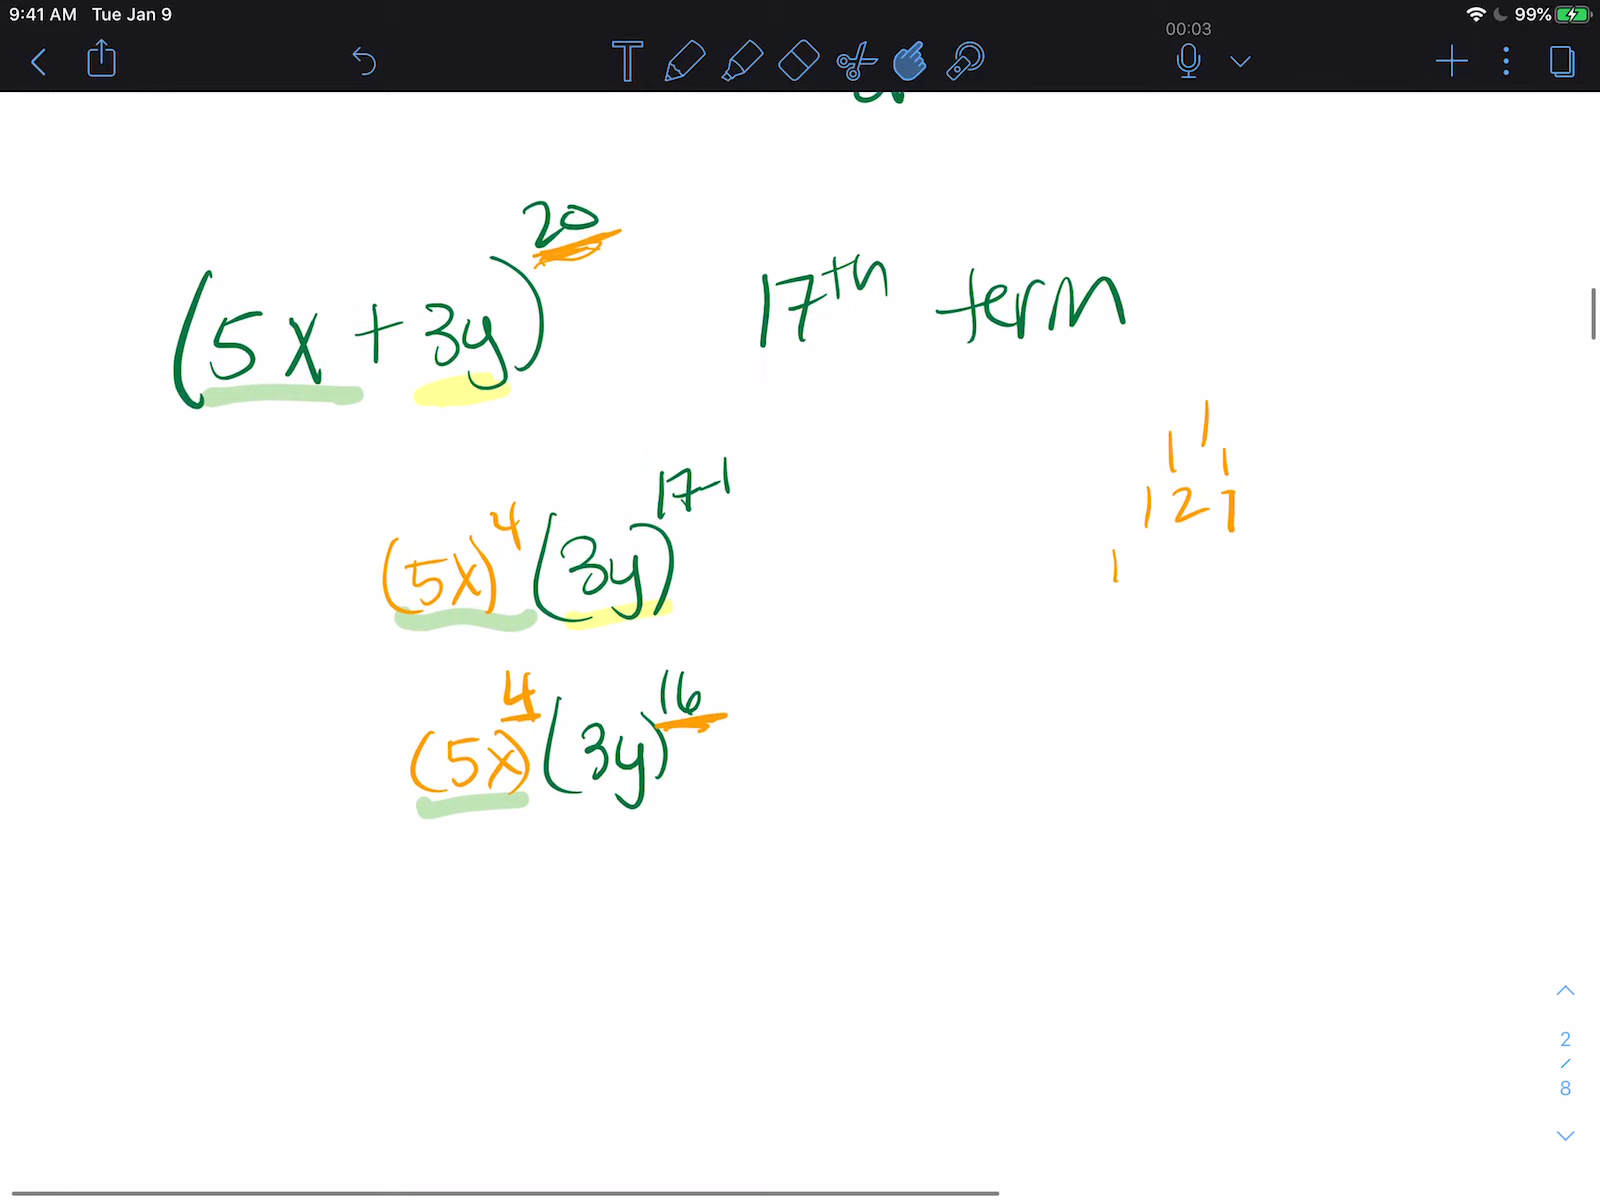 9:41 AM Tue Jan 9
99%
00:03
T
(5x + 3y)^20 17th term
1
1 1
1 2 1
1
(5x)^4 (3y)^17-1
(5x)^4 (3y)^16
2
/
8